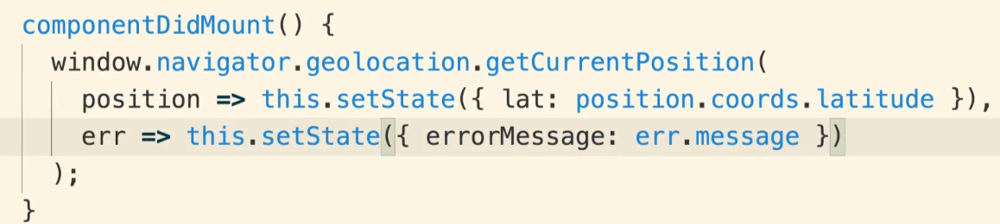 componentDidMount() {
window.navigator.geolocation.getCurrentPosition(
position => this.setState({ lat: position.coords.latitude }),
err => this.setState({ errorMessage: err.message })
);
}